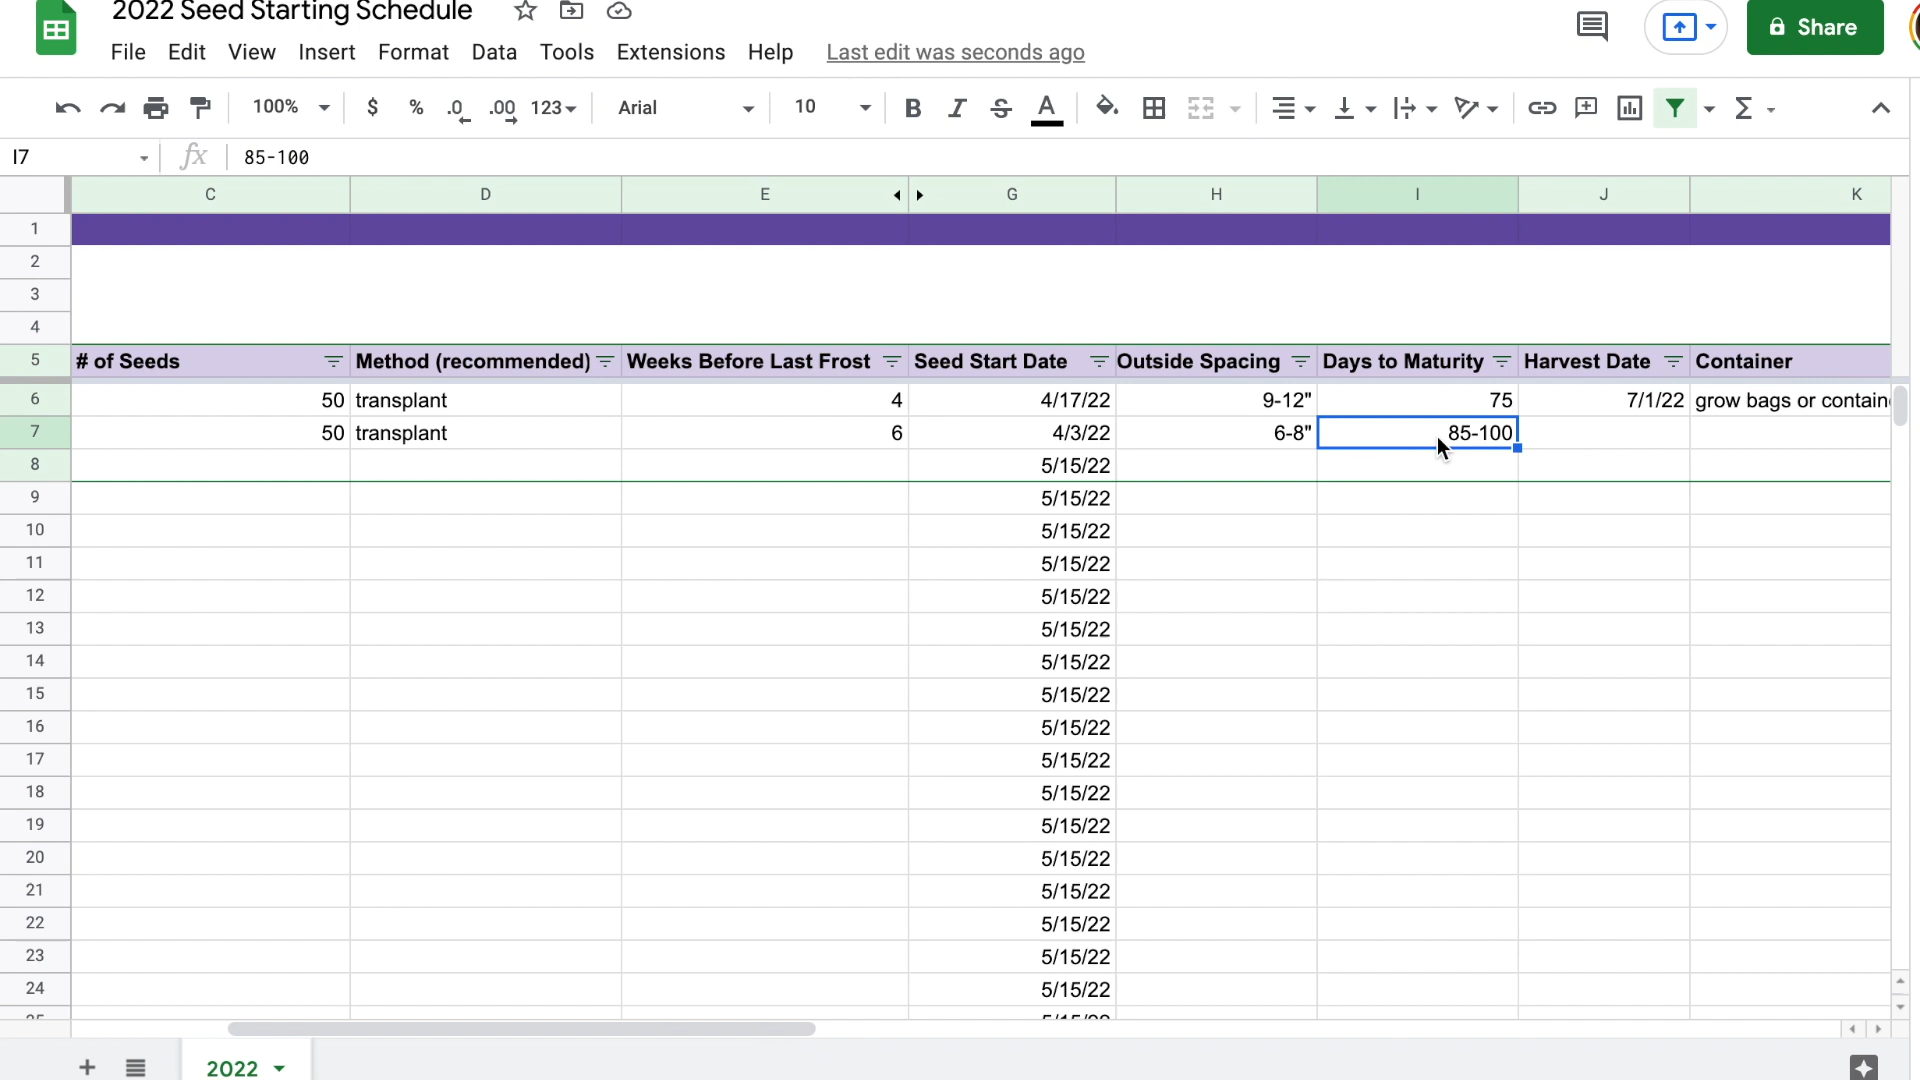 2022 Seed Starting Schedule
File Edit View Insert Format Data Tools Extensions Help Last edit was seconds ago
Share
100% $ % .0 .00 123 Arial 10 B I S A Σ
I7 fx 85-100
C D E G H I J K
1
2
3
4
5 # of Seeds Method (recommended) Weeks Before Last Frost Seed Start Date Outside Spacing Days to Maturity Harvest Date Container
6 50 transplant 4 4/17/22 9-12" 75 7/1/22 grow bags or contain
7 50 transplant 6 4/3/22 6-8" 85-100
8 5/15/22
9 5/15/22
10 5/15/22
11 5/15/22
12 5/15/22
13 5/15/22
14 5/15/22
15 5/15/22
16 5/15/22
17 5/15/22
18 5/15/22
19 5/15/22
20 5/15/22
21 5/15/22
22 5/15/22
23 5/15/22
24 5/15/22
2022